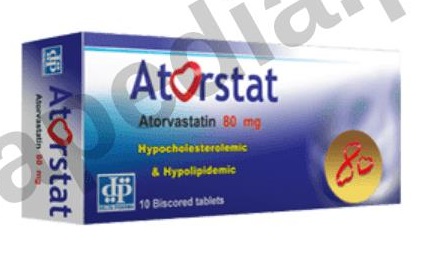 Atorstat
Atorvastatin 80 mg
Hypocholesterolemic
& Hypolipidemic
10 Biscored tablets
80
Atorstat
Atorvastatin 80 mg